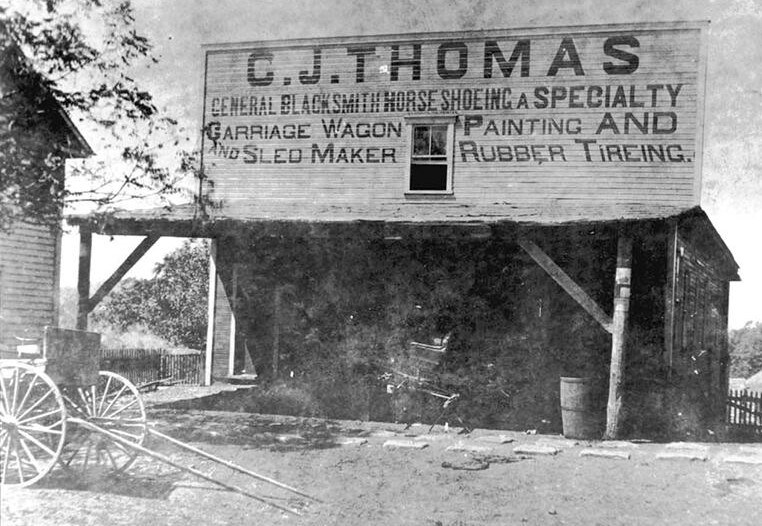 C.J. THOMAS
GENERAL BLACKSMITH HORSE SHOEING A SPECIALTY
CARRIAGE WAGON PAINTING AND
AND SLED MAKER RUBBER TIREING.